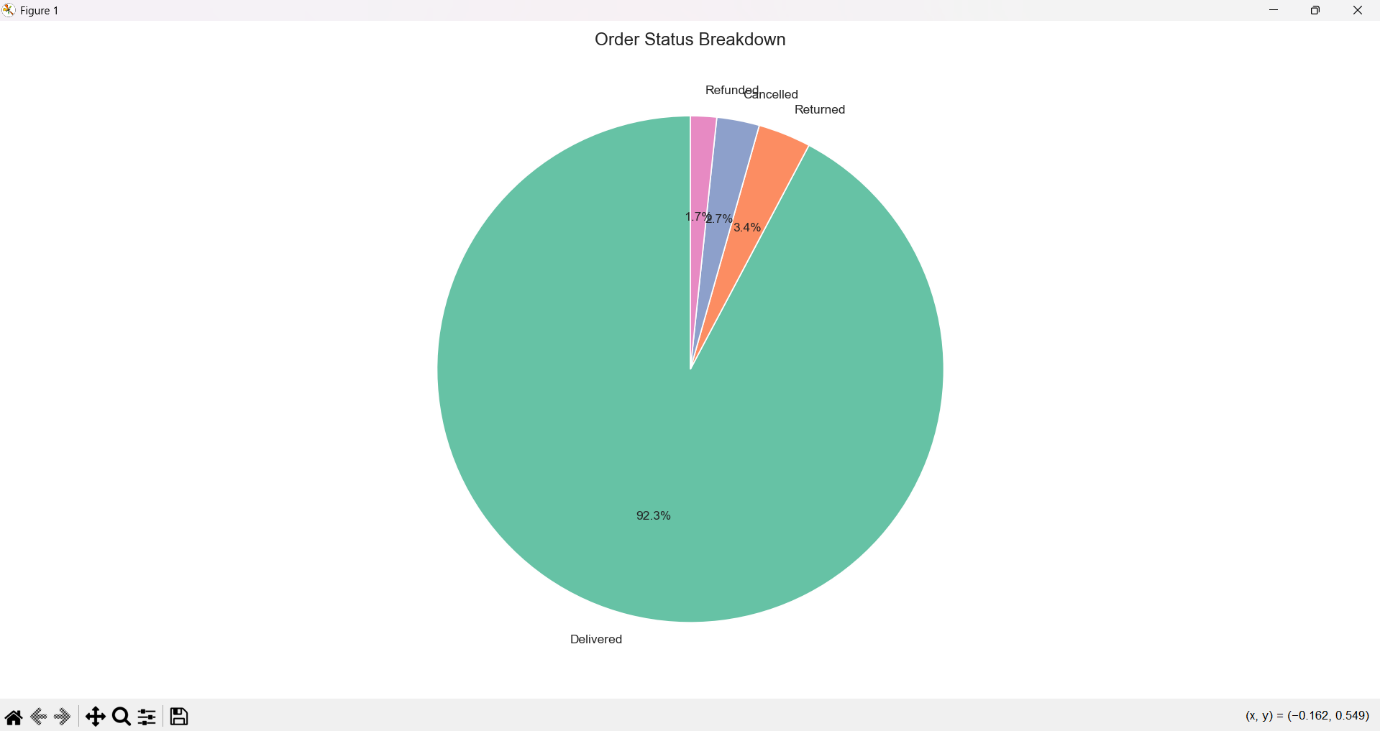 Figure 1
Order Status Breakdown
Refunded
Cancelled
Returned
1.7%
2.7%
3.4%
92.3%
Delivered
(x, y) = (−0.162, 0.549)